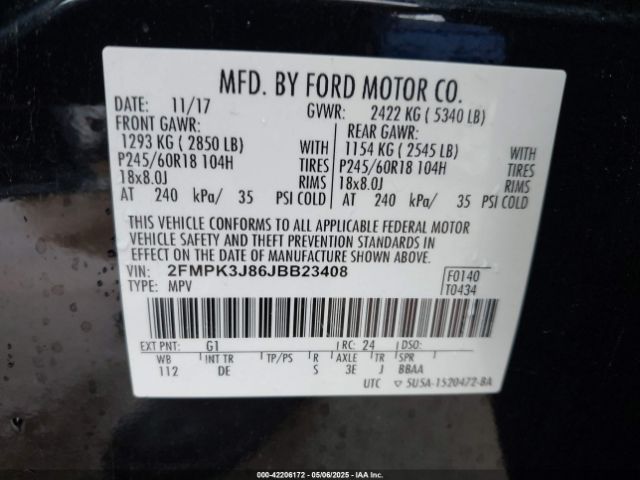 MFD. BY FORD MOTOR CO.
DATE: 11/17 GVWR: 2422 KG ( 5340 LB)
FRONT GAWR: REAR GAWR:
1293 KG ( 2850 LB) WITH 1154 KG ( 2545 LB) WITH
P245/60R18 104H TIRES P245/60R18 104H TIRES
18x8.0J RIMS 18x8.0J RIMS
AT 240 kPa/ 35 PSI COLD AT 240 kPa/ 35 PSI COLD
THIS VEHICLE CONFORMS TO ALL APPLICABLE FEDERAL MOTOR
VEHICLE SAFETY AND THEFT PREVENTION STANDARDS IN
EFFECT ON THE DATE OF MANUFACTURE SHOWN ABOVE.
VIN: 2FMPK3J86JBB23408 F0140
TYPE: MPV T0434
EXT PNT: G1 RC: 24 DSO:
WB INT TR TP/PS R AXLE TR SPR
112 DE S 3E J BBAA
UTC ▽ 5U5A-1520472-BA
000-42206172 - 05/06/2025 - IAAI.COM